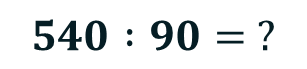 540 : 90 = ?